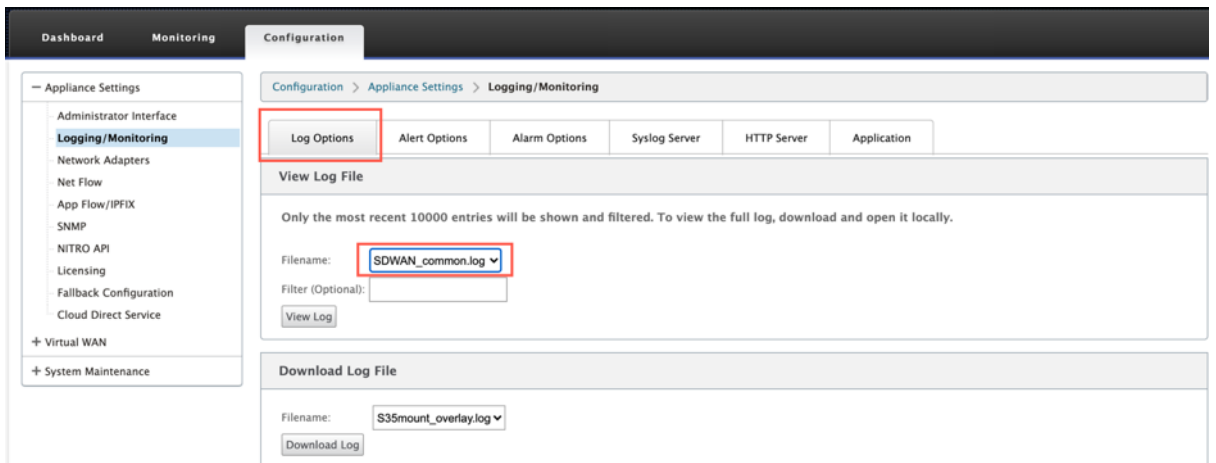 Dashboard Monitoring Configuration
− Appliance Settings
Administrator Interface
Logging/Monitoring
Network Adapters
Net Flow
App Flow/IPFIX
SNMP
NITRO API
Licensing
Fallback Configuration
Cloud Direct Service
+ Virtual WAN
+ System Maintenance
Configuration > Appliance Settings > Logging/Monitoring
Log Options Alert Options Alarm Options Syslog Server HTTP Server Application
View Log File
Only the most recent 10000 entries will be shown and filtered. To view the full log, download and open it locally.
Filename: SDWAN_common.log
Filter (Optional):
View Log
Download Log File
Filename: S35mount_overlay.log
Download Log